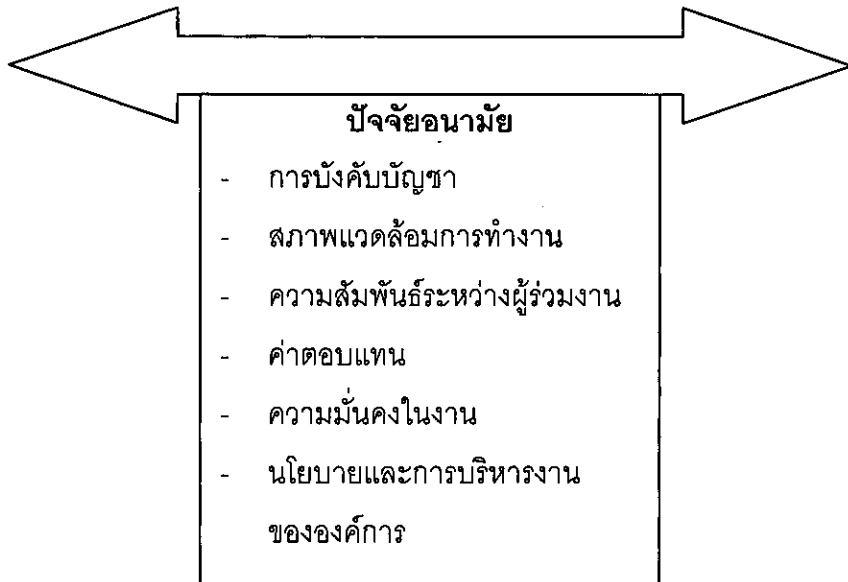 ปัจจัยอนามัย
- การบังคับบัญชา
- สภาพแวดล้อมการทำงาน
- ความสัมพันธ์ระหว่างผู้ร่วมงาน
- ค่าตอบแทน
- ความมั่นคงในงาน
- นโยบายและการบริหารงาน
ขององค์การ